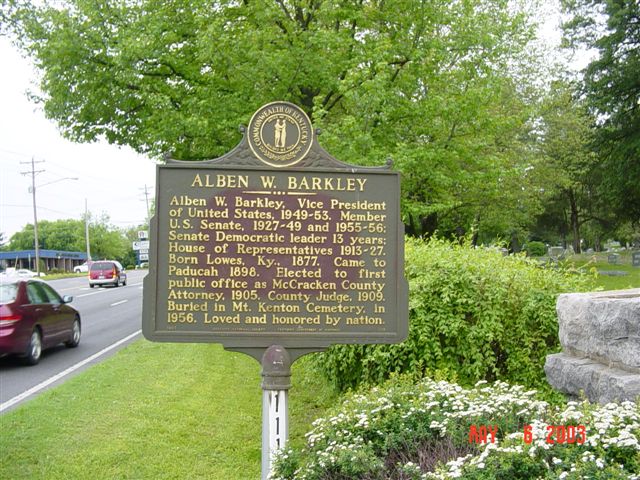 COMMONWEALTH OF KENTUCKY
ALBEN W. BARKLEY
Alben W. Barkley, Vice President
of United States, 1949-53. Member
U.S. Senate, 1927-49 and 1955-56;
Senate Democratic leader 13 years;
House of Representatives 1913-27.
Born Lowes, Ky., 1877. Came to
Paducah 1898. Elected to first
public office as McCracken County
Attorney, 1905. County Judge, 1909.
Buried in Mt. Kenton Cemetery, in
1956. Loved and honored by nation.
11
6 2003